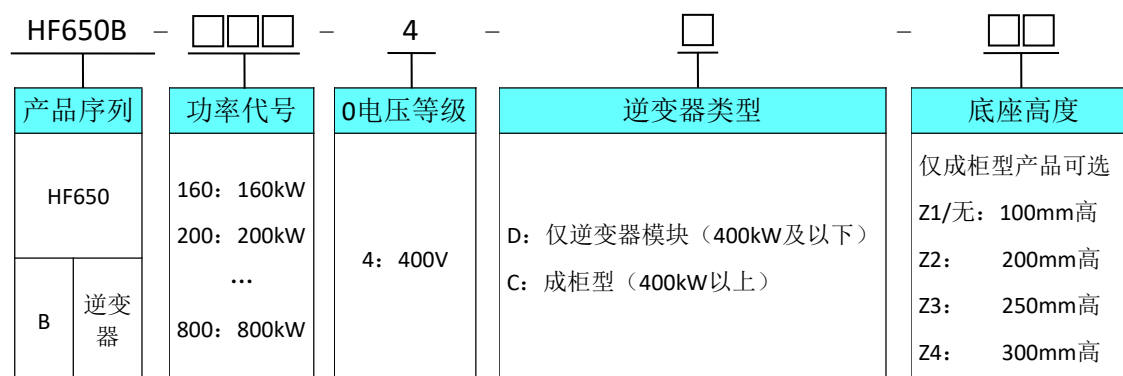 HF650B – □□□ – 4 – □ – □□
产品序列 功率代号 0电压等级 逆变器类型 底座高度
HF650
B 逆变
器
160：160kW
200：200kW
...
800：800kW
4：400V
D：仅逆变器模块（400kW及以下）
C：成柜型（400kW以上）
仅成柜型产品可选
Z1/无：100mm高
Z2： 200mm高
Z3： 250mm高
Z4： 300mm高